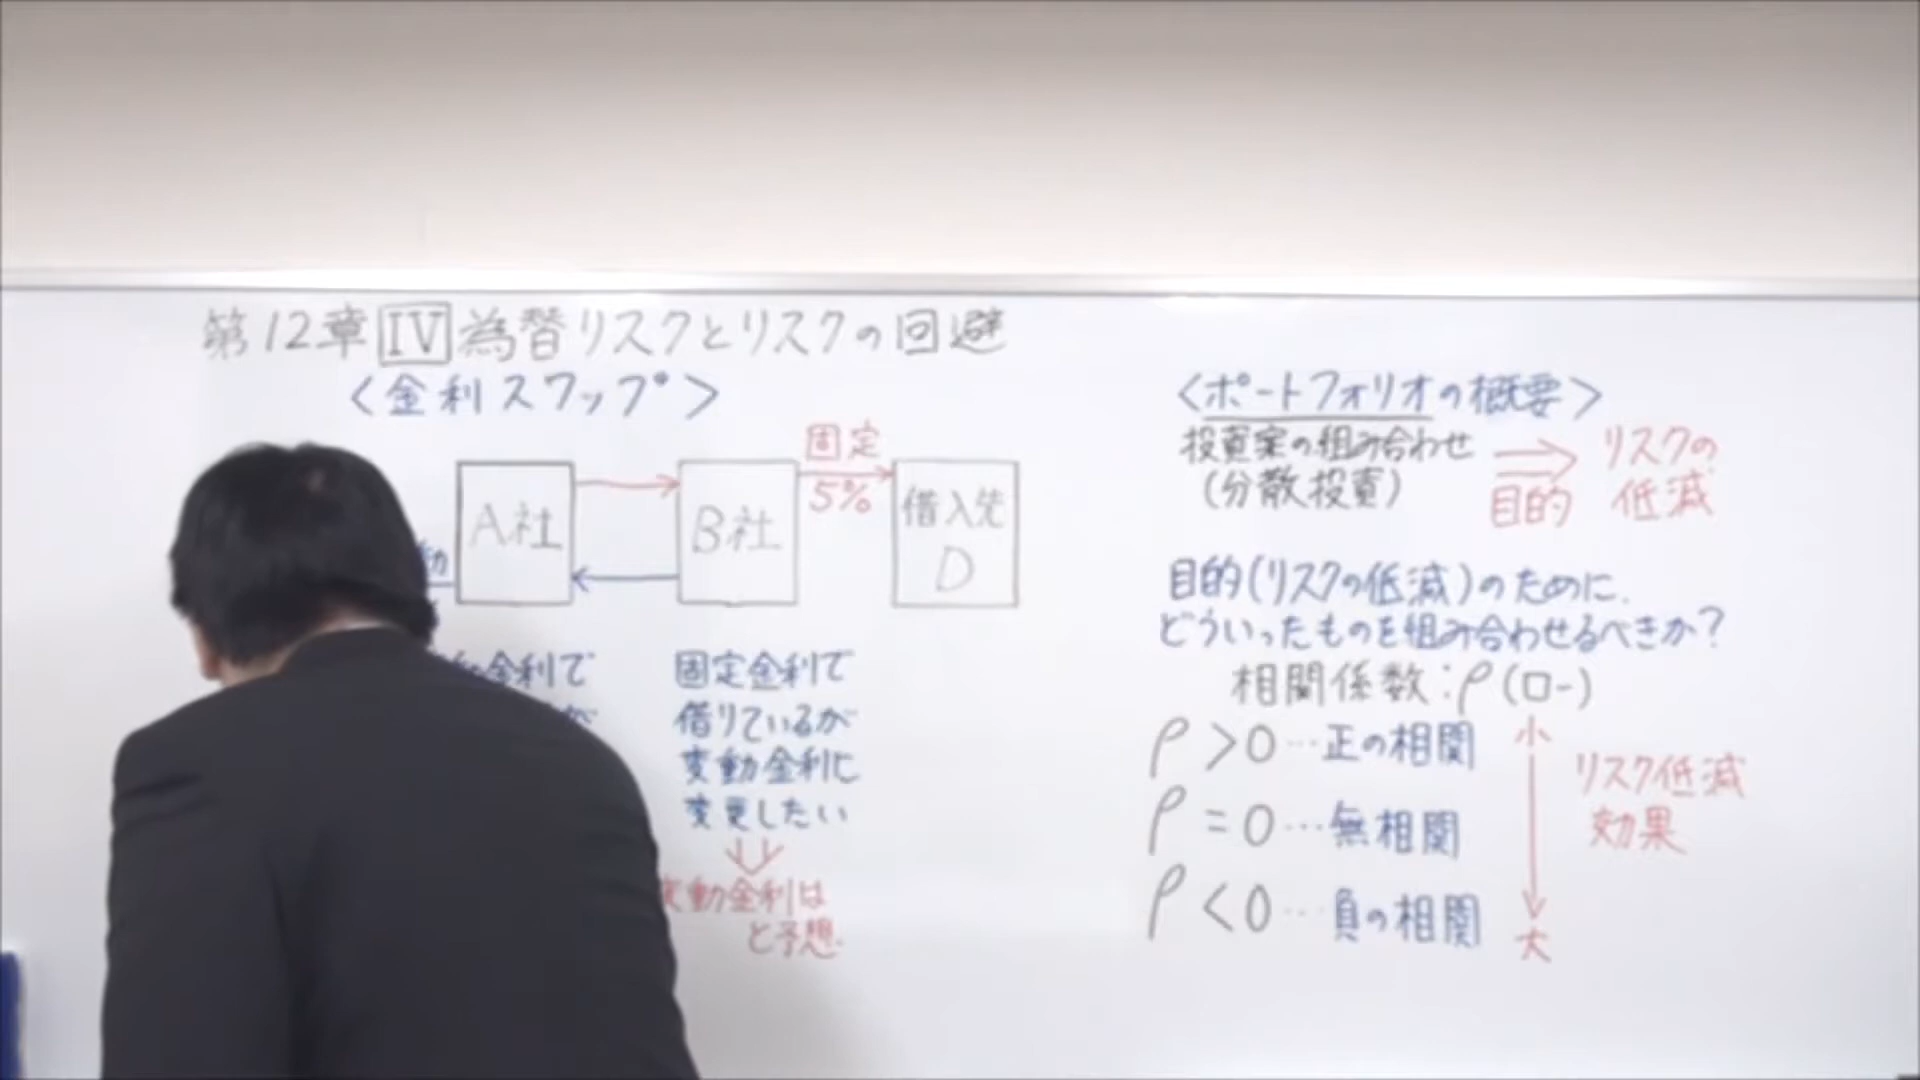 第12章 IV 為替リスクとリスクの回避
<金利スワップ>
固定
5%
A社
B社
借入先
D
動
金利で
が
固定金利で
借りているが
変動金利に
変更したい
変動金利は
と予想.
<ポートフォリオの概要>
投資案の組み合わせ
(分散投資)
目的
リスクの
低減
目的(リスクの低減)のために、
どういったものを組み合わせるべきか?
相関係数:ρ(ロー)
ρ>0…正の相関
ρ=0…無相関
ρ<0…負の相関
小
大
リスク低減
効果